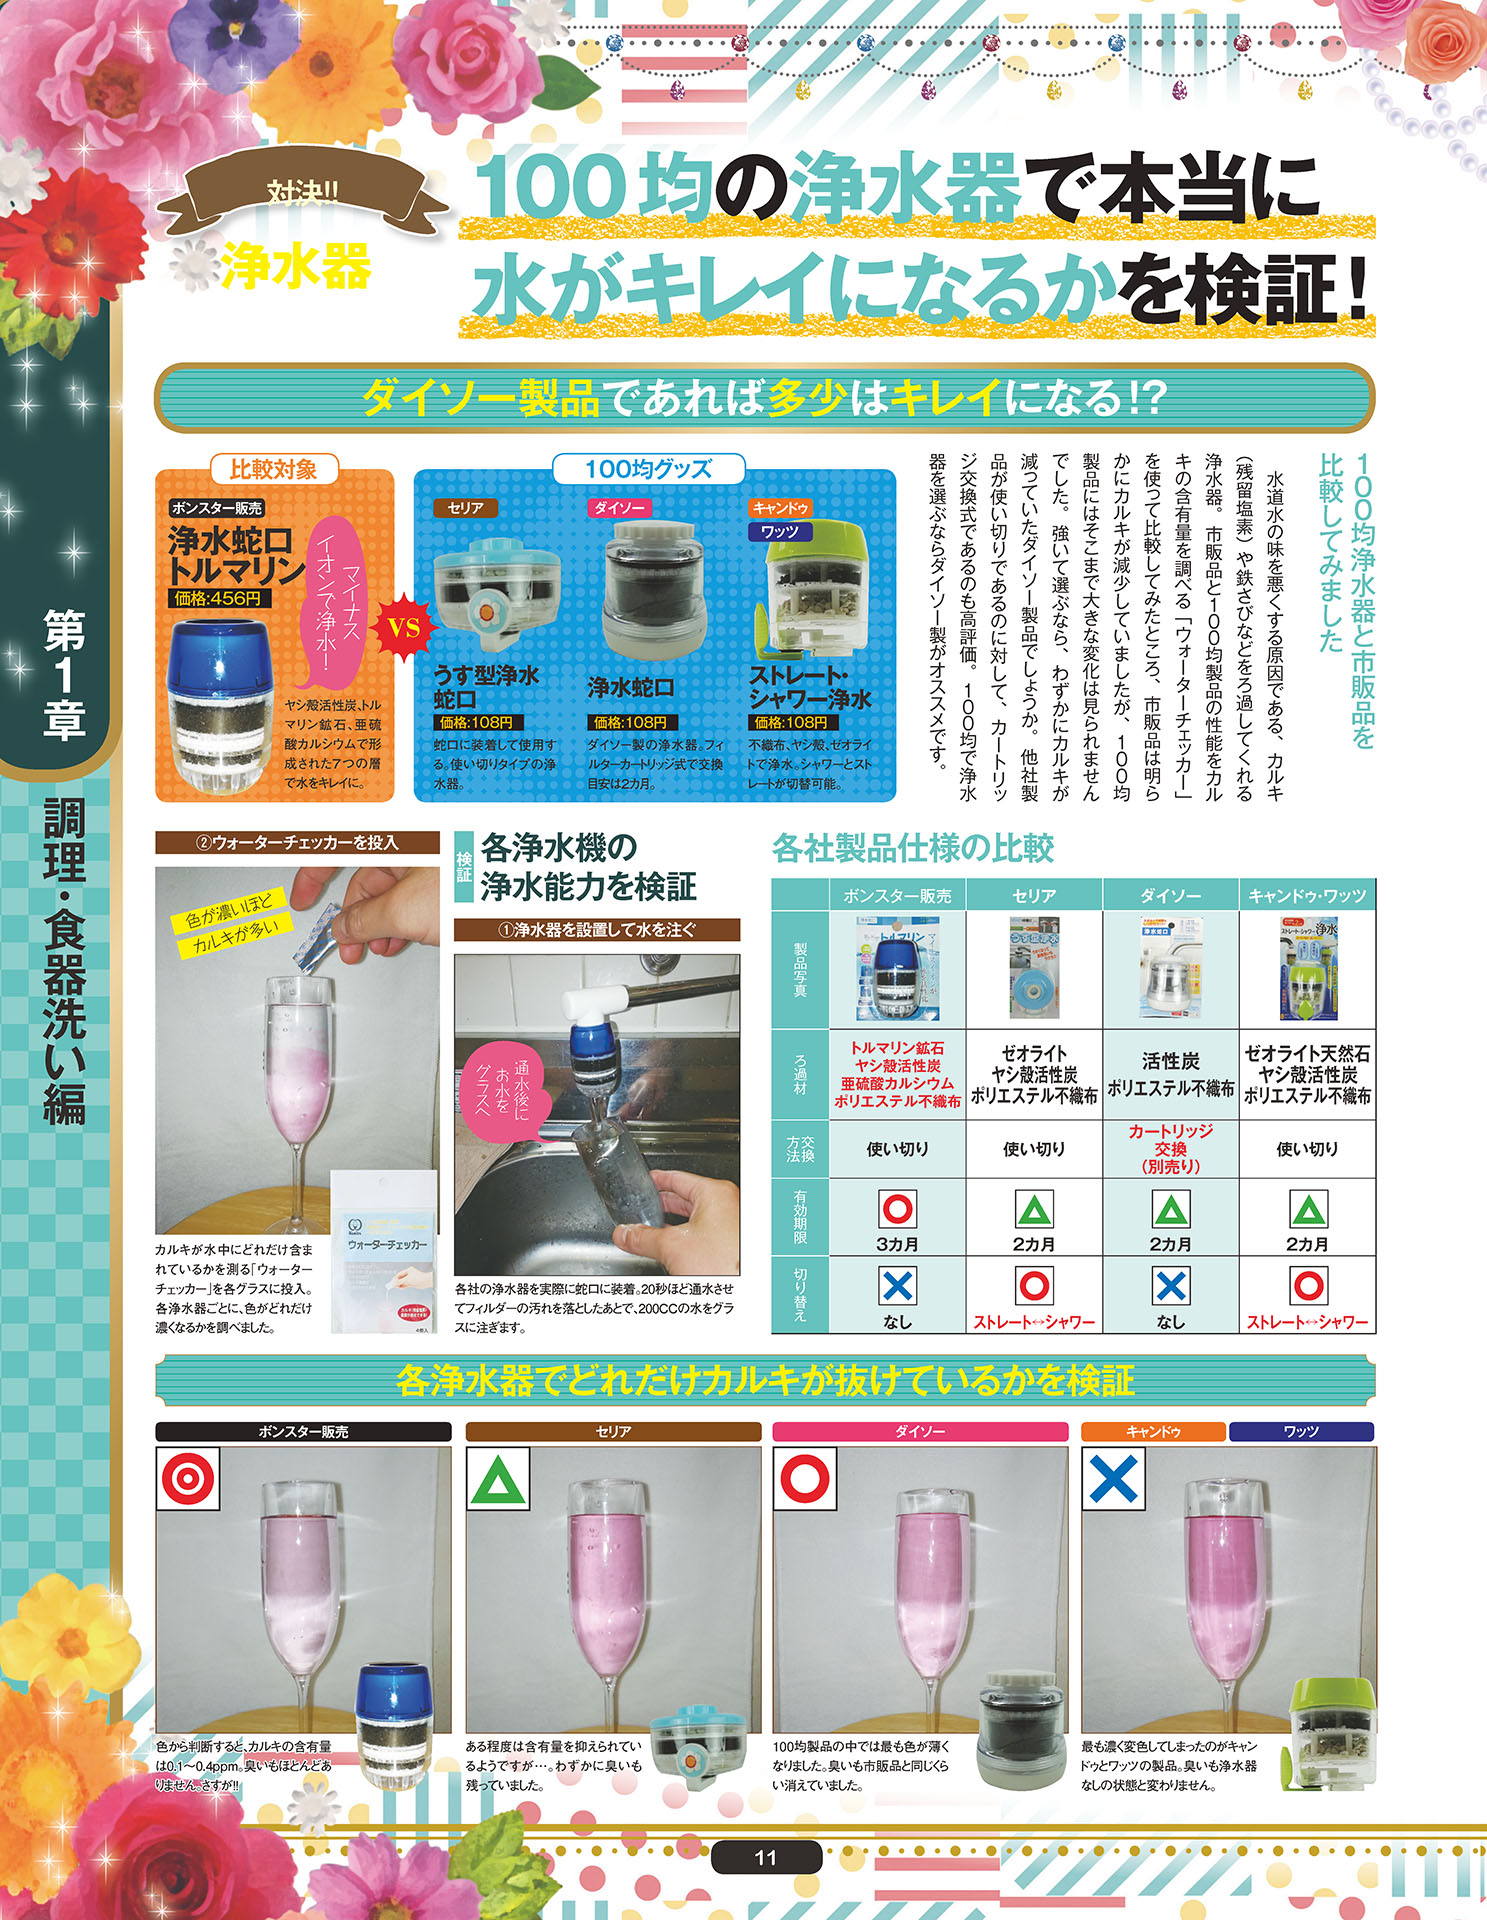 対決!!
浄水器
100均の浄水器で本当に
水がキレイになるかを検証!
ダイソー製品であれば多少はキレイになる!?
第1章
調理・食器洗い編
100均浄水器と市販品を
比較してみました
水道水の味を悪くする原因である、カルキ
(残留塩素)や鉄さびなどをろ過してくれる
浄水器。市販品と100均製品の性能をカル
キの含有量を調べる「ウォーターチェッカー」
を使って比較してみたところ、市販品は明ら
かにカルキが減少していましたが、100均
製品にはそこまで大きな変化は見られません
でした。強いて選ぶなら、わずかにカルキが
減っていたダイソー製品でしょうか。他社製
品が使い切りであるのに対して、カートリッ
ジ交換式であるのも高評価。100均で浄水
器を選ぶならダイソー製がオススメです。
比較対象
ボンスター販売
浄水蛇口
トルマリン
価格:456円
マイナス
イオンで浄水!
ヤシ殻活性炭、トル
マリン鉱石、亜硫
酸カルシウムで形
成された7つの層
で水をキレイに。
VS
100均グッズ
セリア
うす型浄水
蛇口
価格:108円
蛇口に装着して使用す
る。使い切りタイプの浄
水器。
ダイソー
浄水蛇口
価格:108円
ダイソー製の浄水器。フィ
ルターカートリッジ式で交換
目安は2カ月。
キャンドゥ
ワッツ
ストレート・
シャワー浄水
価格:108円
不織布、ヤシ殻、ゼオライ
トで浄水。シャワーとスト
レートが切替可能。
検証
各浄水機の
浄水能力を検証
①浄水器を設置して水を注ぐ
通水後に
お水を
グラスへ
各社の浄水器を実際に蛇口に装着。20秒ほど通水させ
てフィルターの汚れを落としたあとで、200CCの水をグラ
スに注ぎます。
②ウォーターチェッカーを投入
色が濃いほど
カルキが多い
ウォーターチェッカー
カルキが水中にどれだけ含ま
れているかを測る「ウォーター
チェッカー」を各グラスに投入。
各浄水器ごとに、色がどれだけ
濃くなるかを調べました。
各社製品仕様の比較
ボンスター販売 セリア ダイソー キャンドゥ・ワッツ
製品写真
トルマリン
うす型浄水
浄水蛇口
ストレート・シャワー浄水
ろ過材
トルマリン鉱石
ヤシ殻活性炭
亜硫酸カルシウム
ポリエステル不織布
ゼオライト
ヤシ殻活性炭
ポリエステル不織布
活性炭
ポリエステル不織布
ゼオライト天然石
ヤシ殻活性炭
ポリエステル不織布
交換方法
使い切り
使い切り
カートリッジ
交換
(別売り)
使い切り
有効期限
3カ月 2カ月 2カ月 2カ月
切り替え
なし ストレート↔シャワー なし ストレート↔シャワー
各浄水器でどれだけカルキが抜けているかを検証
ボンスター販売
色から判断すると、カルキの含有量
は0.1〜0.4ppm。臭いもほとんどあ
りません。さすが!!
セリア
ある程度は含有量を抑えられてい
るようですが…。わずかに臭いも
残っていました。
ダイソー
100均製品の中では最も色が薄く
なりました。臭いも市販品と同じくら
い消えていました。
キャンドゥ ワッツ
最も濃く変色してしまったのがキャン
ドゥとワッツの製品。臭いも浄水器
なしの状態と変わりません。
11